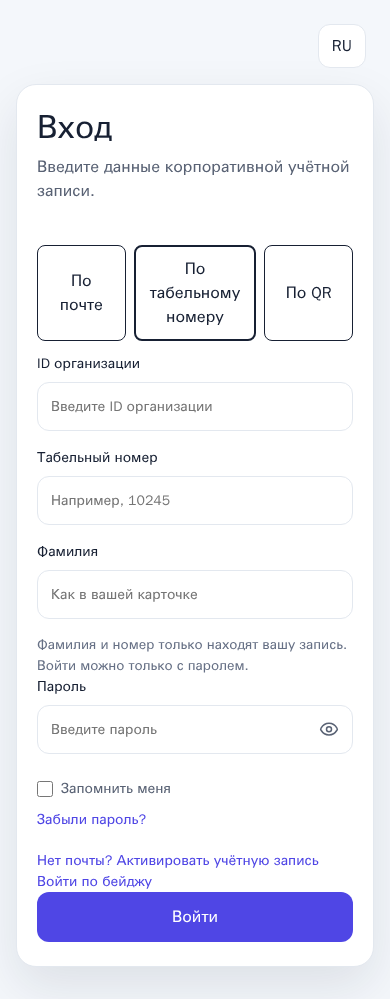 RU
Вход
Введите данные корпоративной учётной
записи.
По
почте
По
табельному
номеру
По QR
ID организации
Введите ID организации
Табельный номер
Например, 10245
Фамилия
Как в вашей карточке
Фамилия и номер только находят вашу запись.
Войти можно только с паролем.
Пароль
Введите пароль
Запомнить меня
Забыли пароль?
Нет почты? Активировать учётную запись
Войти по бейджу
Войти